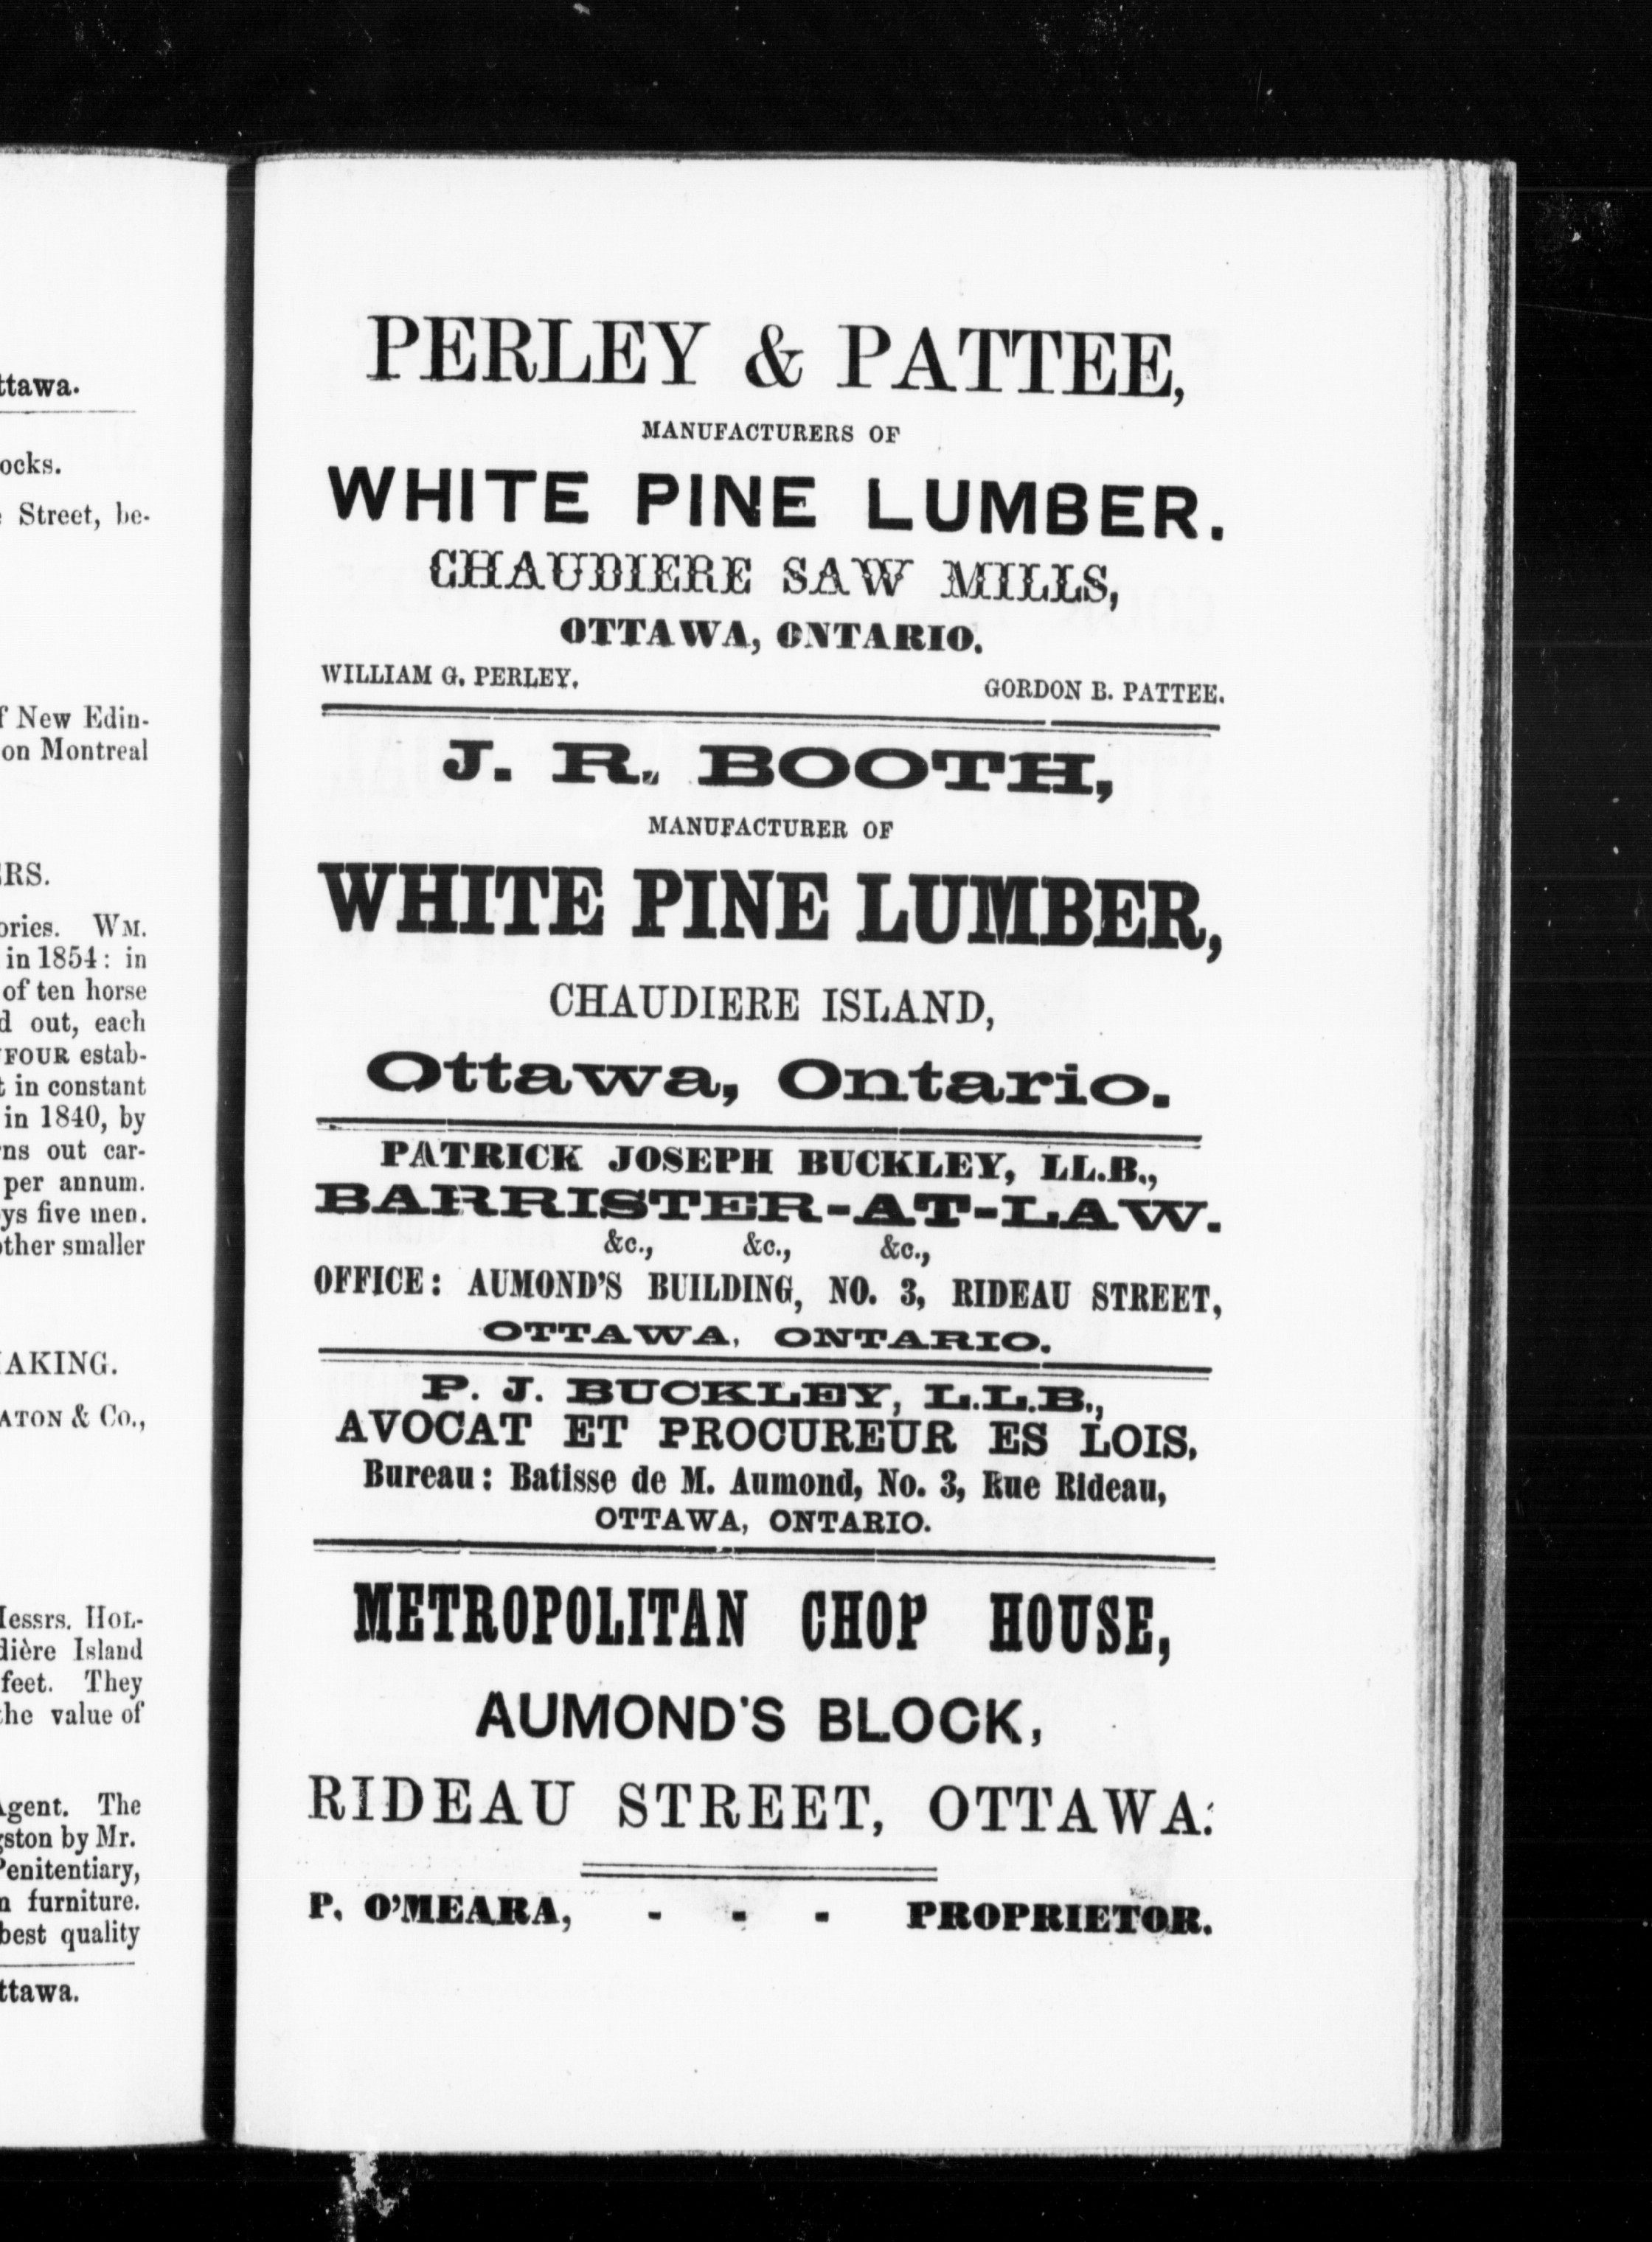 ttawa.
ocks.
Street, be-
f New Edin-
on Montreal
RS.
ories. WM.
in 1854: in
of ten horse
d out, each
FOUR estab-
t in constant
in 1840, by
ns out car-
per annum.
ys five men.
other smaller
AKING.
ATON & Co.,
essrs. HOL-
dière Island
feet. They
the value of
Agent. The
gston by Mr.
Penitentiary,
n furniture.
best quality
ttawa.
PERLEY & PATTEE,
MANUFACTURERS OF
WHITE PINE LUMBER.
CHAUDIERE SAW MILLS,
OTTAWA, ONTARIO.
WILLIAM G. PERLEY. GORDON B. PATTEE.
J. R. BOOTH,
MANUFACTURER OF
WHITE PINE LUMBER,
CHAUDIERE ISLAND,
Ottawa, Ontario.
PATRICK JOSEPH BUCKLEY, LL.B.,
BARRISTER-AT-LAW.
&c., &c., &c.,
OFFICE: AUMOND'S BUILDING, NO. 3, RIDEAU STREET,
OTTAWA, ONTARIO.
P. J. BUCKLEY, L.L.B.,
AVOCAT ET PROCUREUR ES LOIS,
Bureau: Batisse de M. Aumond, No. 3, Rue Rideau,
OTTAWA, ONTARIO.
METROPOLITAN CHOP HOUSE,
AUMOND'S BLOCK,
RIDEAU STREET, OTTAWA:
P. O'MEARA, - - - PROPRIETOR.